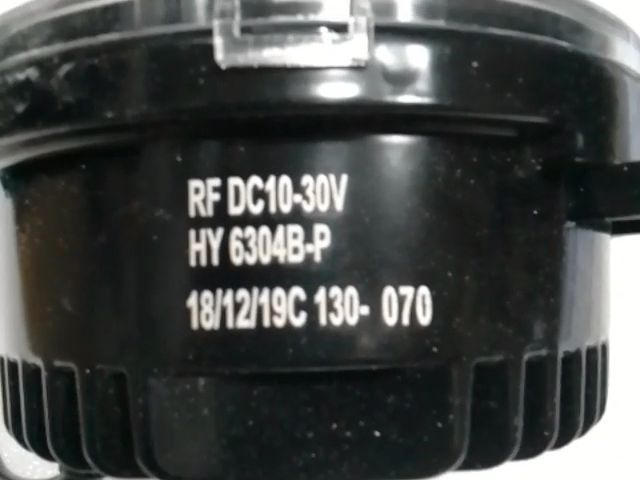 RF DC10-30V
HY 6304B-P
18/12/19C 130- 070